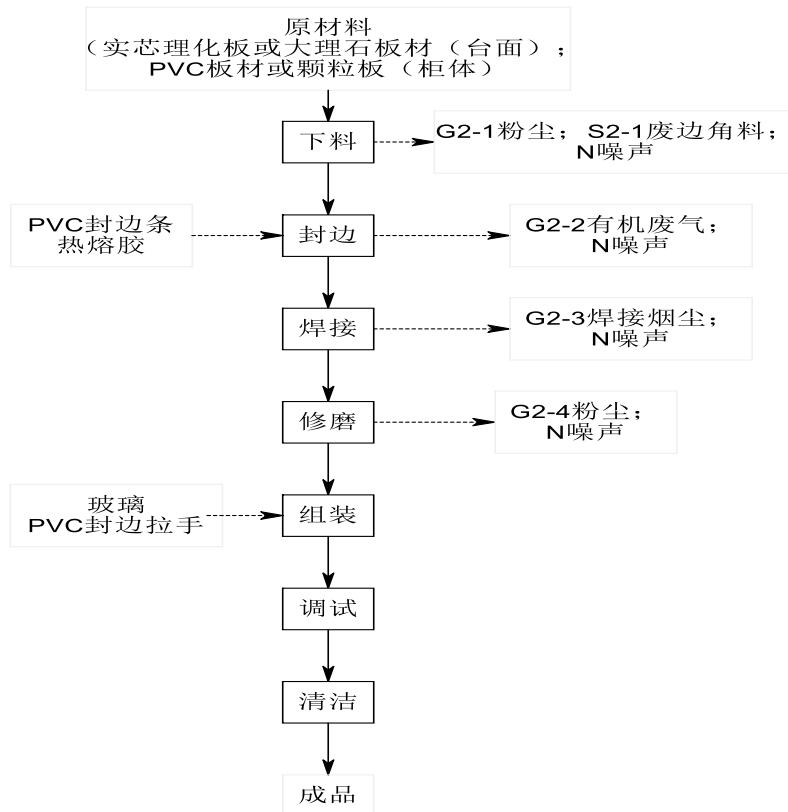 原材料
（实芯理化板或大理石板材（台面）；
PVC板材或颗粒板（柜体）
下料
G2-1粉尘；S2-1废边角料；
N噪声
PVC封边条
热熔胶
封边
G2-2有机废气；
N噪声
焊接
G2-3焊接烟尘；
N噪声
修磨
G2-4粉尘；
N噪声
玻璃
PVC封边拉手
组装
调试
清洁
成品